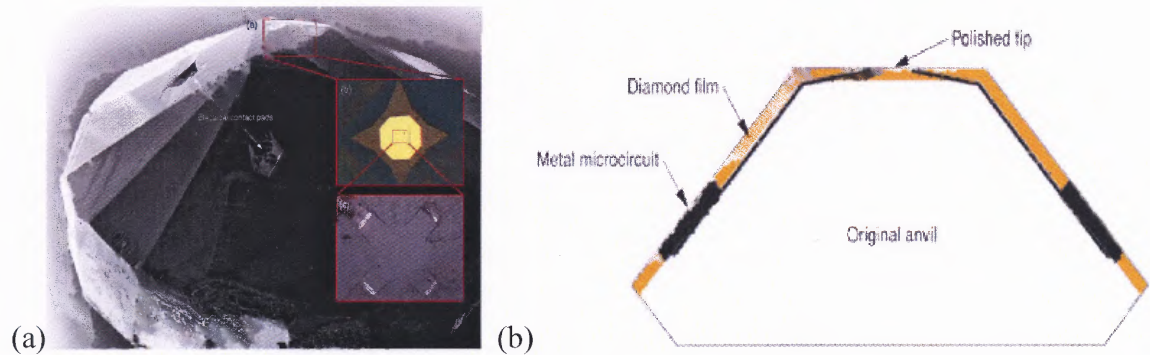 (a)
Electrical contact pads
(b)
(c)
Polished tip
Diamond film
Metal microcircuit
Original anvil
(a)
(b)